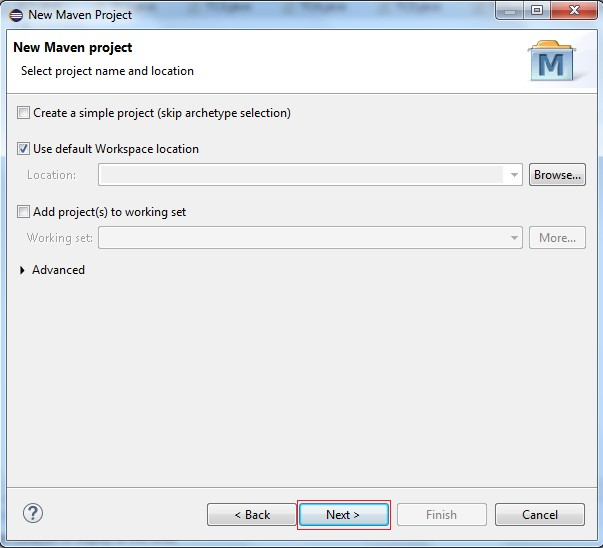 New Maven Project
New Maven project
Select project name and location
M
Create a simple project (skip archetype selection)
Use default Workspace location
Location:
Browse...
Add project(s) to working set
Working set:
More...
Advanced
?
< Back
Next >
Finish
Cancel